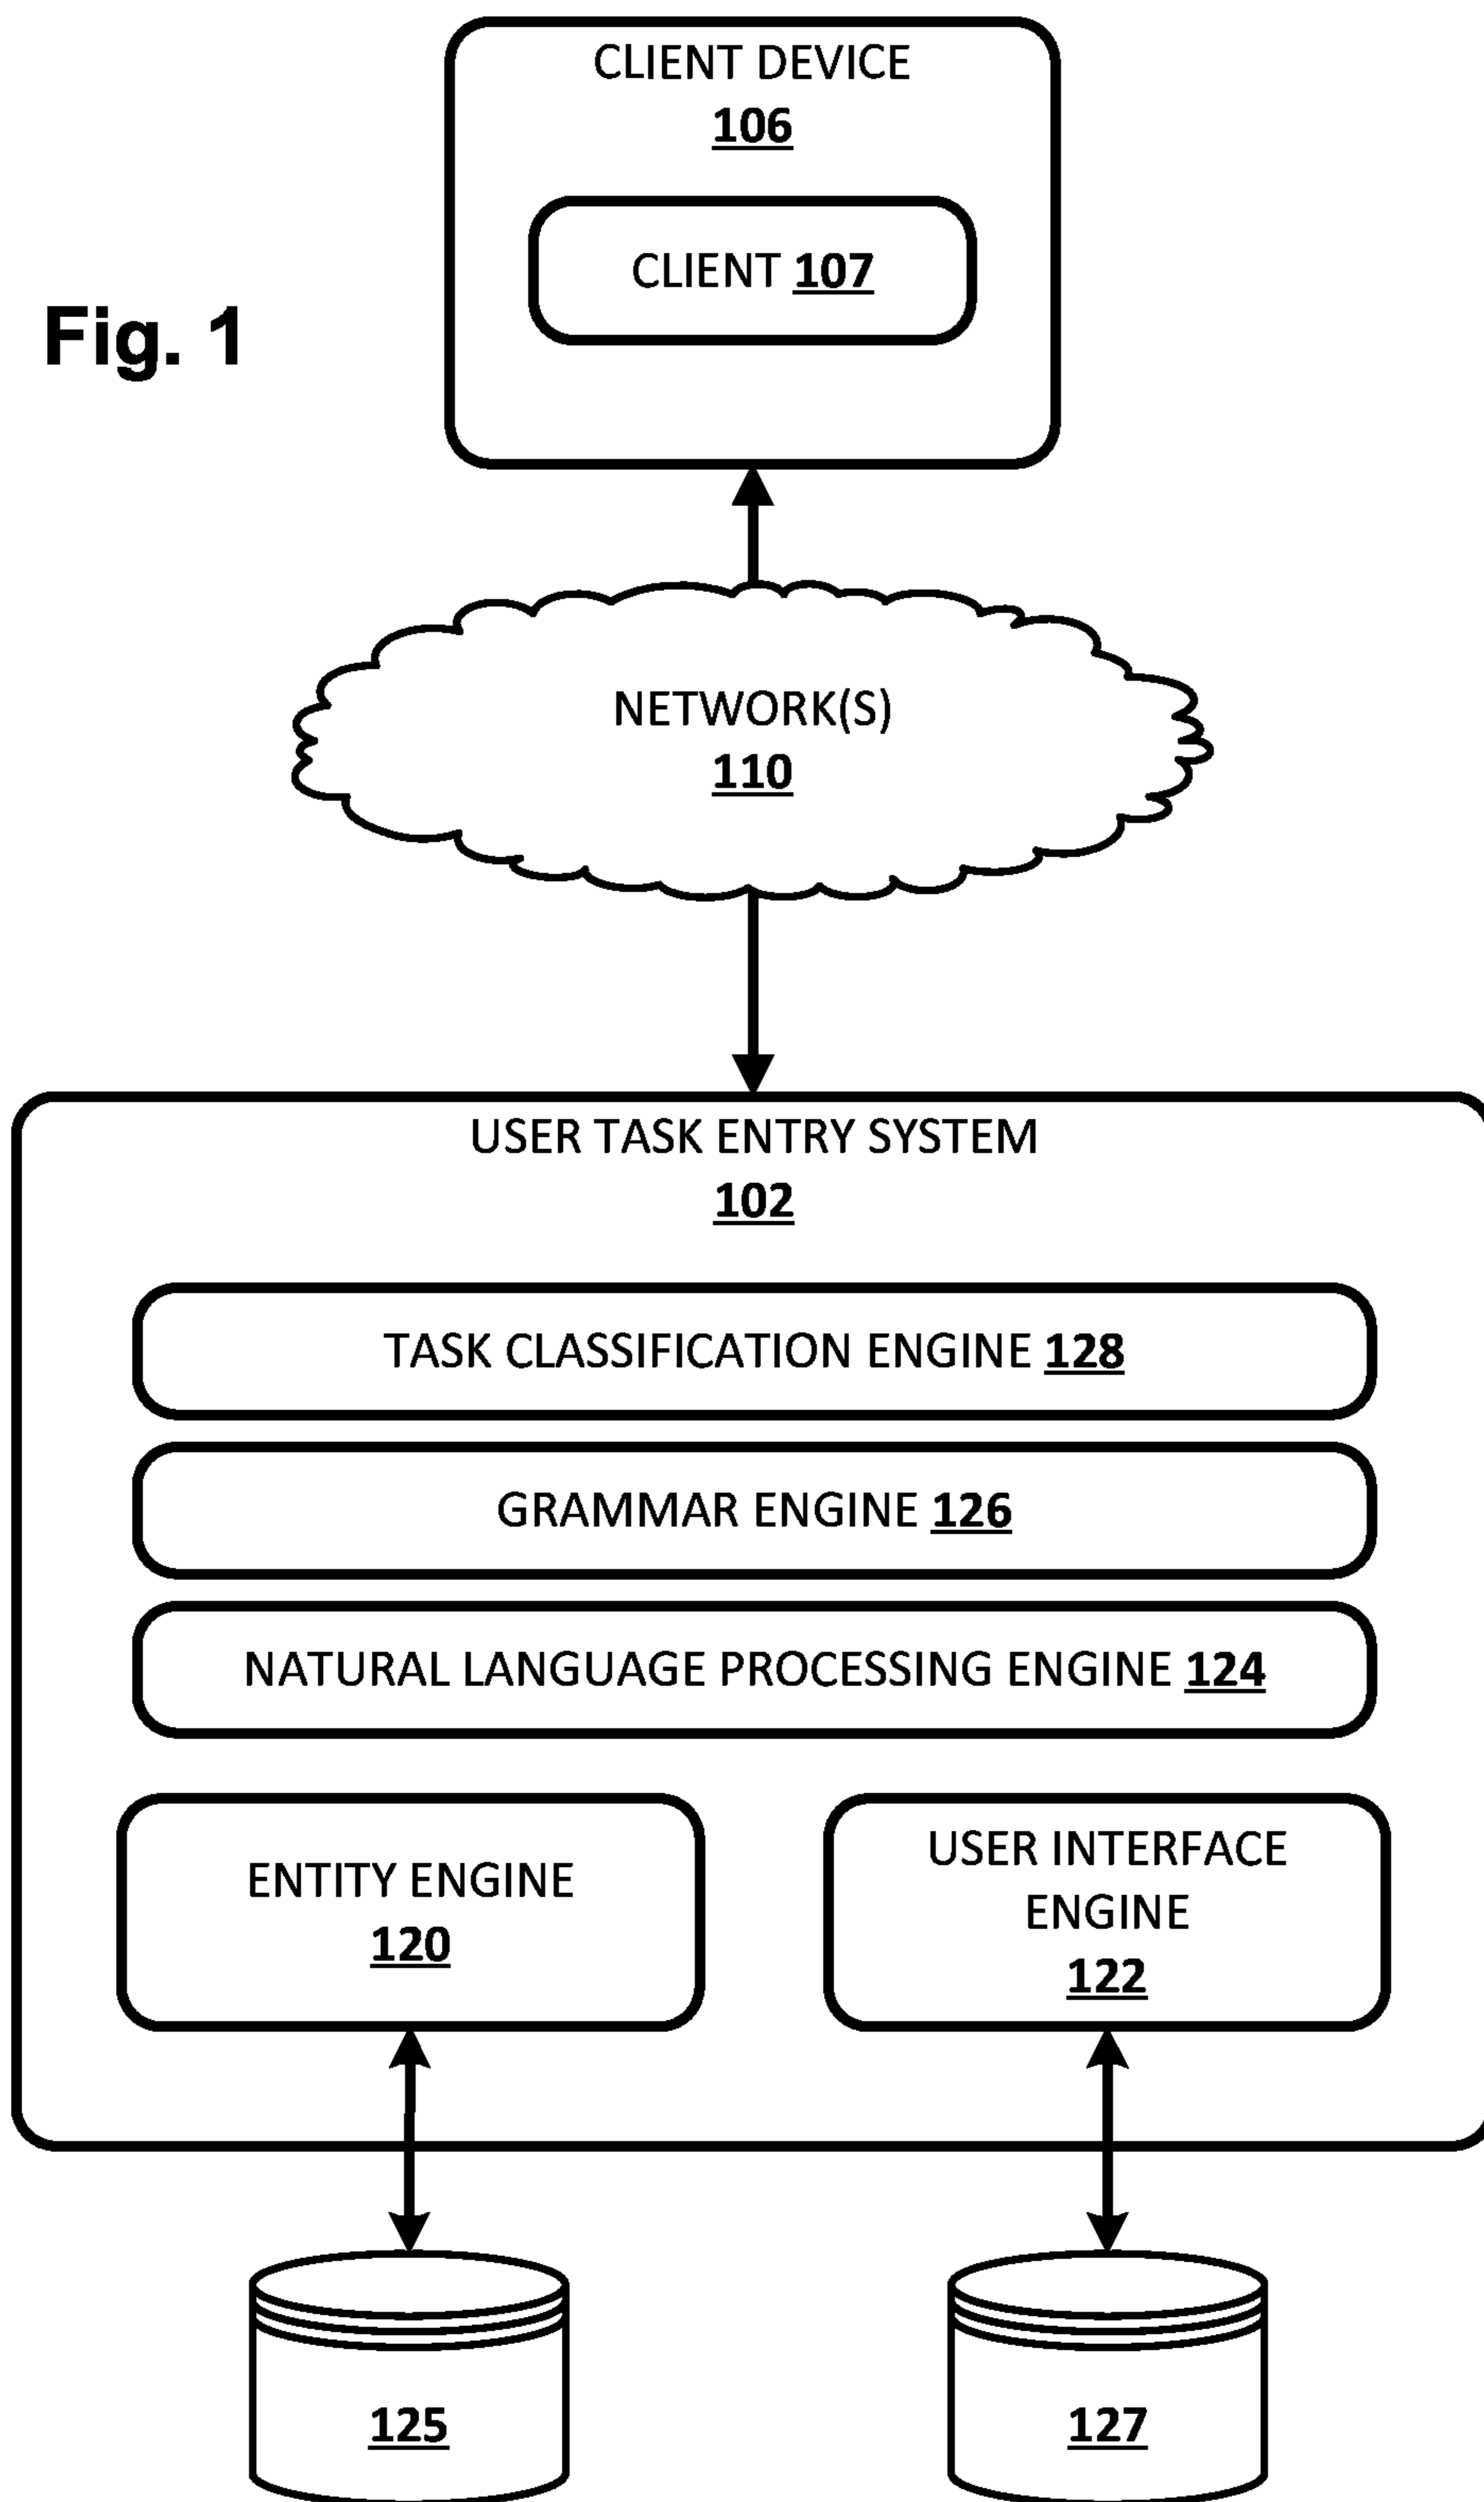 CLIENT DEVICE
106
CLIENT 107
Fig. 1
NETWORK(S)
110
USER TASK ENTRY SYSTEM
102
TASK CLASSIFICATION ENGINE 128
GRAMMAR ENGINE 126
NATURAL LANGUAGE PROCESSING ENGINE 124
ENTITY ENGINE
120
USER INTERFACE
ENGINE
122
125
127